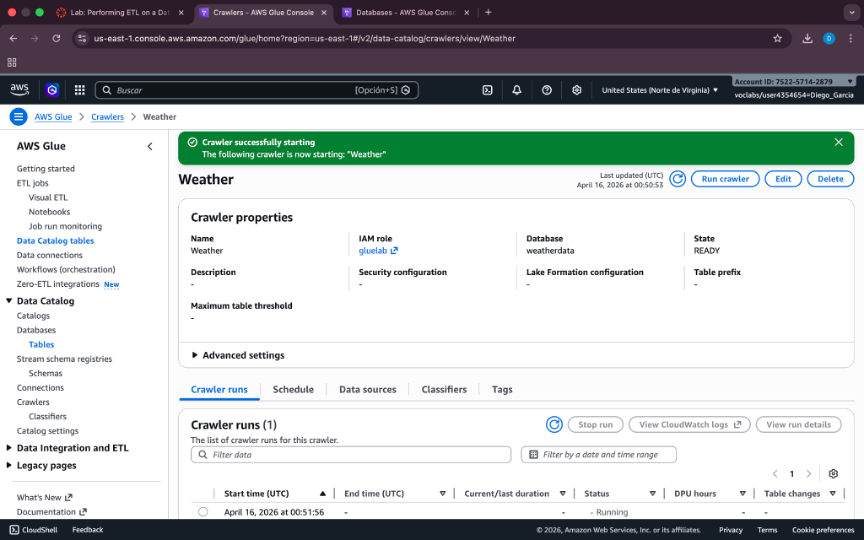 Lab: Performing ETL on a Dat
Crawlers - AWS Glue Console
Databases - AWS Glue Conso
us-east-1.console.aws.amazon.com/glue/home?region=us-east-1#/v2/data-catalog/crawlers/view/Weather
D
aws
Buscar
[Opción+S]
United States (Norte de Virginia)
Account ID: 7522-5714-2879
voclabs/user4354654=Diego_Garcia
AWS Glue
Crawlers
Weather
AWS Glue
Getting started
ETL jobs
Visual ETL
Notebooks
Job run monitoring
Data Catalog tables
Data connections
Workflows (orchestration)
Zero-ETL integrations New
Data Catalog
Catalogs
Databases
Tables
Stream schema registries
Schemas
Connections
Crawlers
Classifiers
Catalog settings
Data Integration and ETL
Legacy pages
What's New
Documentation
Crawler successfully starting
The following crawler is now starting: "Weather"
Weather
Last updated (UTC)
April 16, 2026 at 00:50:53
Run crawler
Edit
Delete
Crawler properties
Name
Weather
IAM role
gluelab
Database
weatherdata
State
READY
Description
-
Security configuration
-
Lake Formation configuration
-
Table prefix
-
Maximum table threshold
-
Advanced settings
Crawler runs
Schedule
Data sources
Classifiers
Tags
Crawler runs (1)
The list of crawler runs for this crawler.
Stop run
View CloudWatch logs
View run details
Filter data
Filter by a date and time range
1
Start time (UTC)
End time (UTC)
Current/last duration
Status
DPU hours
Table changes
April 16, 2026 at 00:51:56
-
-
Running
-
-
CloudShell
Feedback
© 2026, Amazon Web Services, Inc. or its affiliates.
Privacy
Terms
Cookie preferences